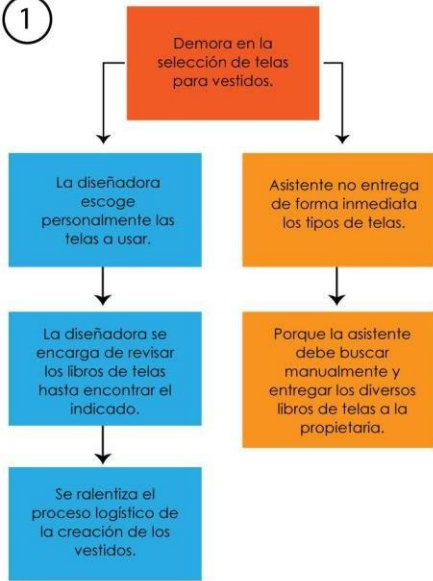 1
Demora en la
selección de telas
para vestidos.
La diseñadora
escoge
personalmente las
telas a usar.
La diseñadora se
encarga de revisar
los libros de telas
hasta encontrar el
indicado.
Se ralentiza el
proceso logístico de
la creación de los
vestidos.
Asistente no entrega
de forma inmediata
los tipos de telas.
Porque la asistente
debe buscar
manualmente y
entregar los diversos
libros de telas a la
propietaria.